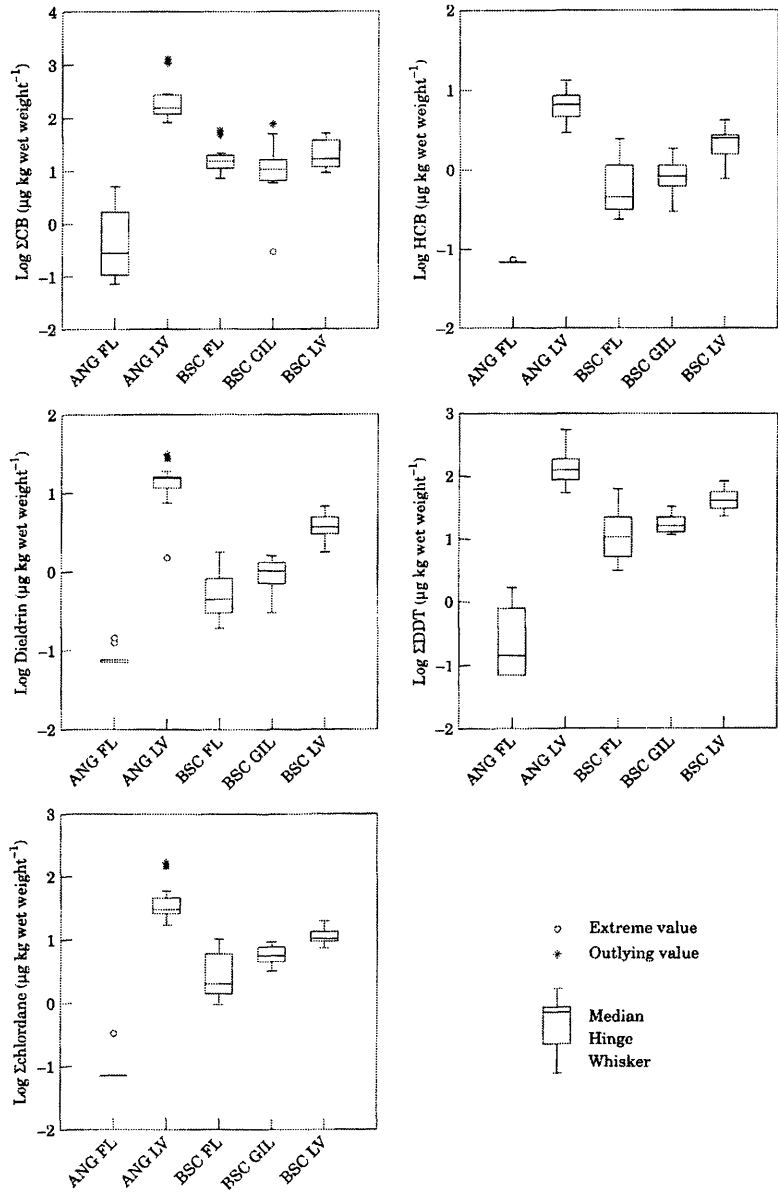 4
3
2
1
0
−1
−2
Log ΣCB (μg kg wet weight⁻¹)
ANG FL
ANG LV
BSC FL
BSC GIL
BSC LV
2
1
0
−1
−2
Log HCB (μg kg wet weight⁻¹)
ANG FL
ANG LV
BSC FL
BSC GIL
BSC LV
2
1
0
−1
−2
Log Dieldrin (μg kg wet weight⁻¹)
ANG FL
ANG LV
BSC FL
BSC GIL
BSC LV
3
2
1
0
−1
−2
Log ΣDDT (μg kg wet weight⁻¹)
ANG FL
ANG LV
BSC FL
BSC GIL
BSC LV
3
2
1
0
−1
−2
Log Σchlordane (μg kg wet weight⁻¹)
ANG FL
ANG LV
BSC FL
BSC GIL
BSC LV
Extreme value
Outlying value
Median
Hinge
Whisker